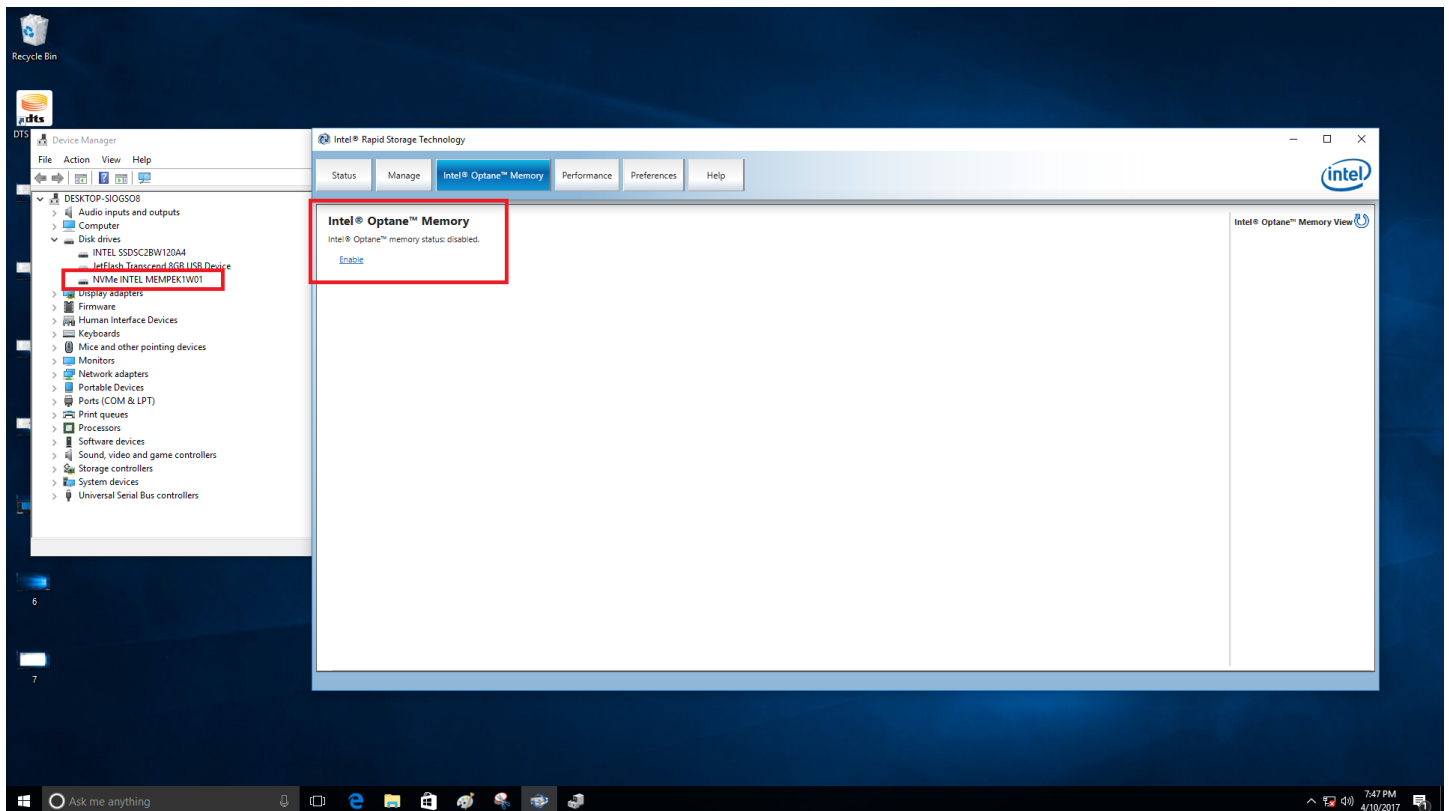 Recycle Bin
dts
DTS
Device Manager
File Action View Help
DESKTOP-SIOGSO8
Audio inputs and outputs
Computer
Disk drives
INTEL SSDSC2BW120A4
JetFlash Transcend 8GB USB Device
NVMe INTEL MEMPEK1W01
Display adapters
Firmware
Human Interface Devices
Keyboards
Mice and other pointing devices
Monitors
Network adapters
Portable Devices
Ports (COM & LPT)
Print queues
Processors
Software devices
Sound, video and game controllers
Storage controllers
System devices
Universal Serial Bus controllers
Intel® Rapid Storage Technology
Status Manage Intel® Optane™ Memory Performance Preferences Help
intel
Intel® Optane™ Memory
Intel® Optane™ memory status: disabled.
Enable
Intel® Optane™ Memory View
6
7
Ask me anything
7:47 PM
4/10/2017
1